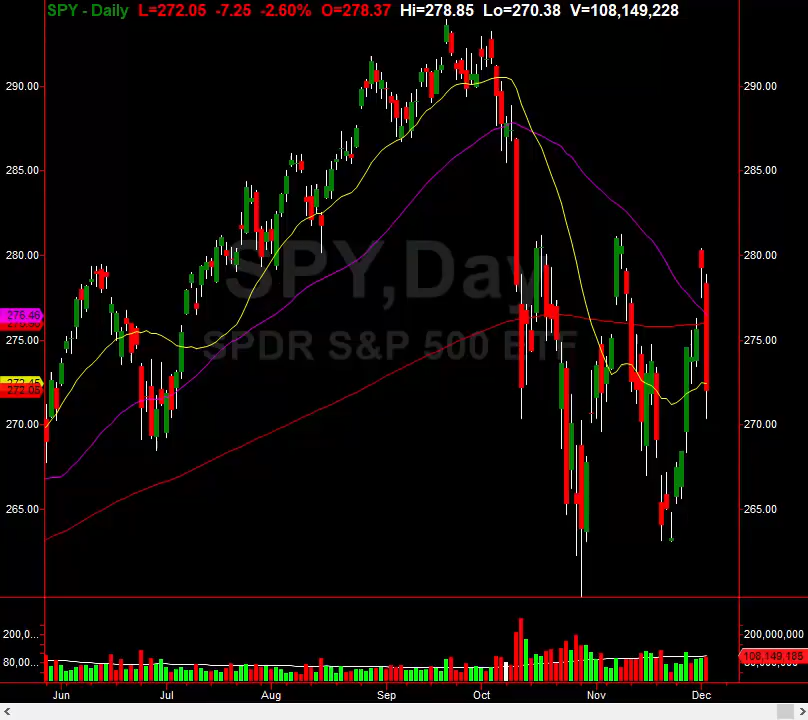 SPY - Daily L=272.05 -7.25 -2.60% O=278.37 Hi=278.85 Lo=270.38 V=108,149,228
290.00 290.00
285.00 285.00
SPY,Day
280.00 280.00
276.46
275.00 275.00
SPDR S&P 500 ETF
272.45
272.05
270.00 270.00
265.00 265.00
200,0... 200,000,000
80,00... 108,149,185
Jun Jul Aug Sep Oct Nov Dec